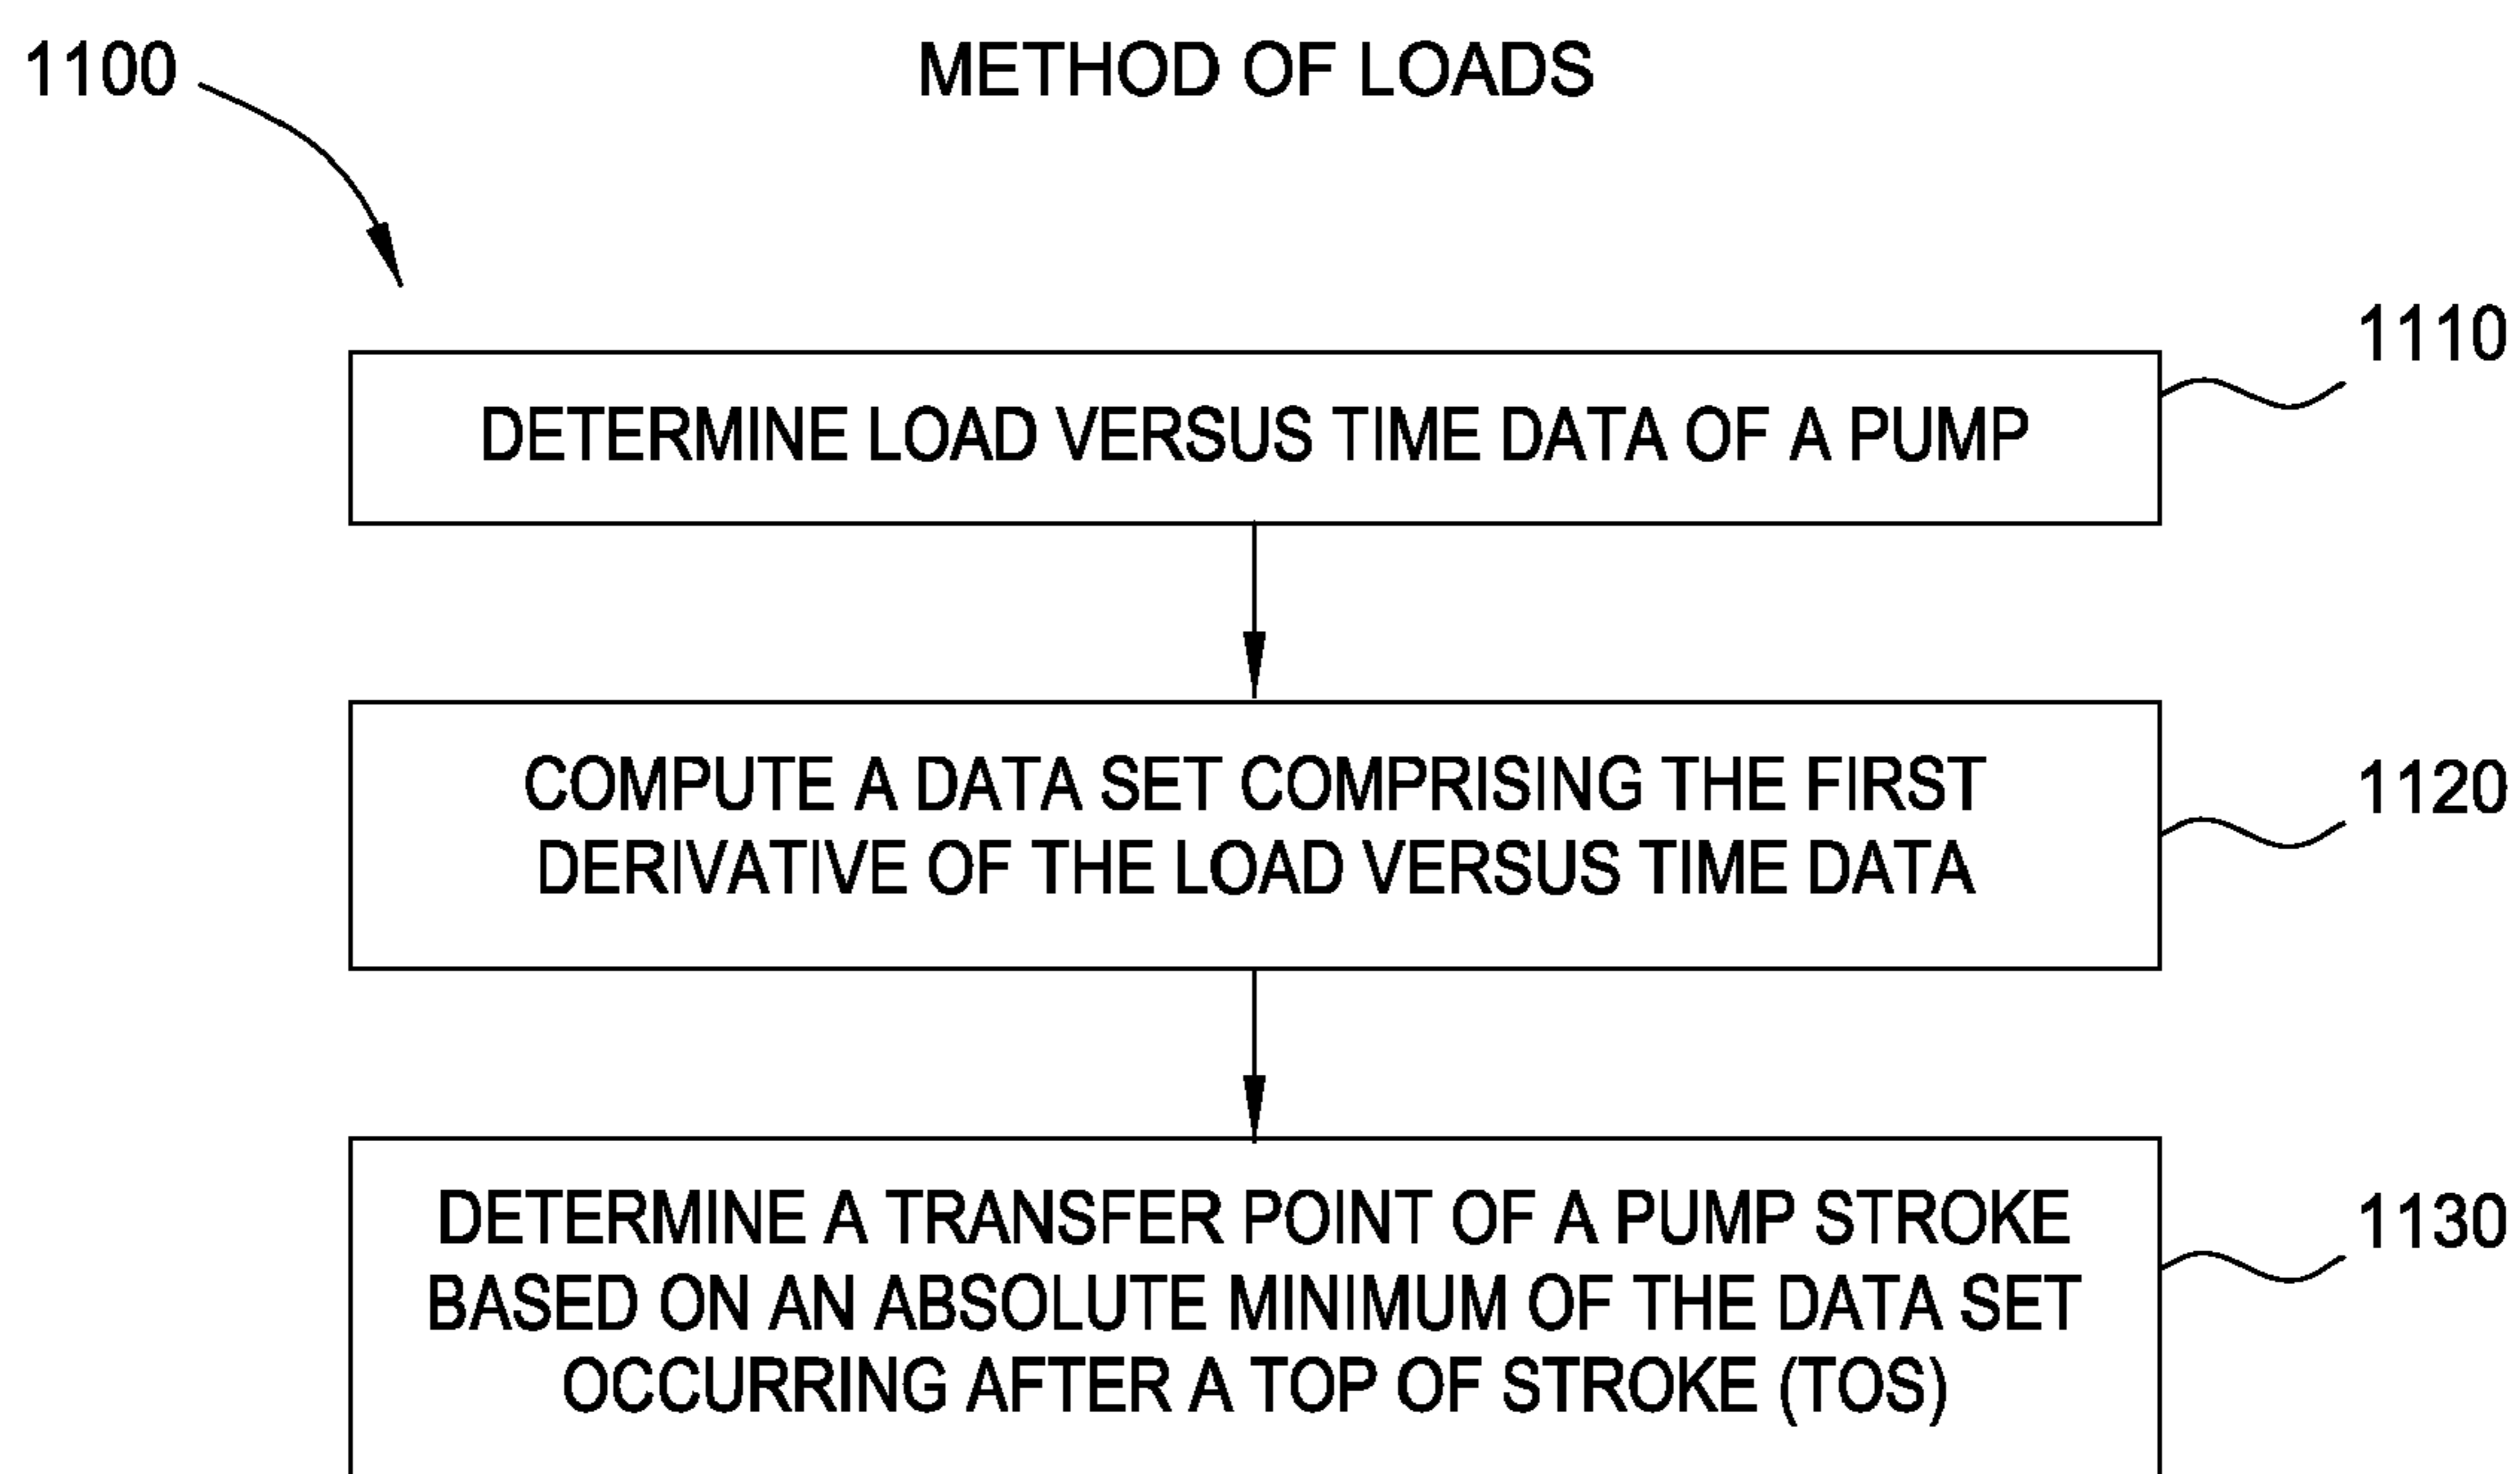 1100
METHOD OF LOADS
1110
DETERMINE LOAD VERSUS TIME DATA OF A PUMP
1120
COMPUTE A DATA SET COMPRISING THE FIRST
DERIVATIVE OF THE LOAD VERSUS TIME DATA
1130
DETERMINE A TRANSFER POINT OF A PUMP STROKE
BASED ON AN ABSOLUTE MINIMUM OF THE DATA SET
OCCURRING AFTER A TOP OF STROKE (TOS)